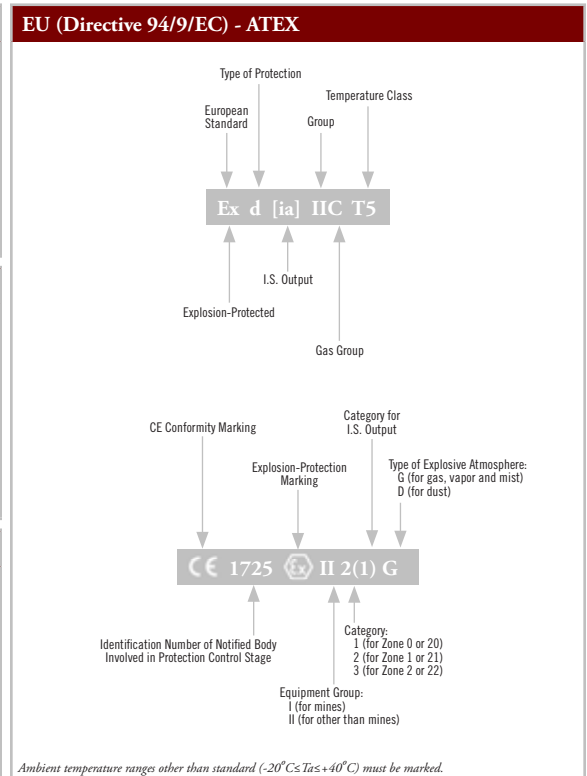 EU (Directive 94/9/EC) - ATEX
Type of Protection
Temperature Class
European
Standard
Group
Ex d [ia] IIC T5
I.S. Output
Explosion-Protected
Gas Group
Category for
I.S. Output
CE Conformity Marking
Type of Explosive Atmosphere:
G (for gas, vapor and mist)
D (for dust)
Explosion-Protection
Marking
CE 1725 Ex II 2(1) G
Identification Number of Notified Body
Involved in Protection Control Stage
Category:
1 (for Zone 0 or 20)
2 (for Zone 1 or 21)
3 (for Zone 2 or 22)
Equipment Group:
I (for mines)
II (for other than mines)
Ambient temperature ranges other than standard (-20°C≤Ta≤+40°C) must be marked.